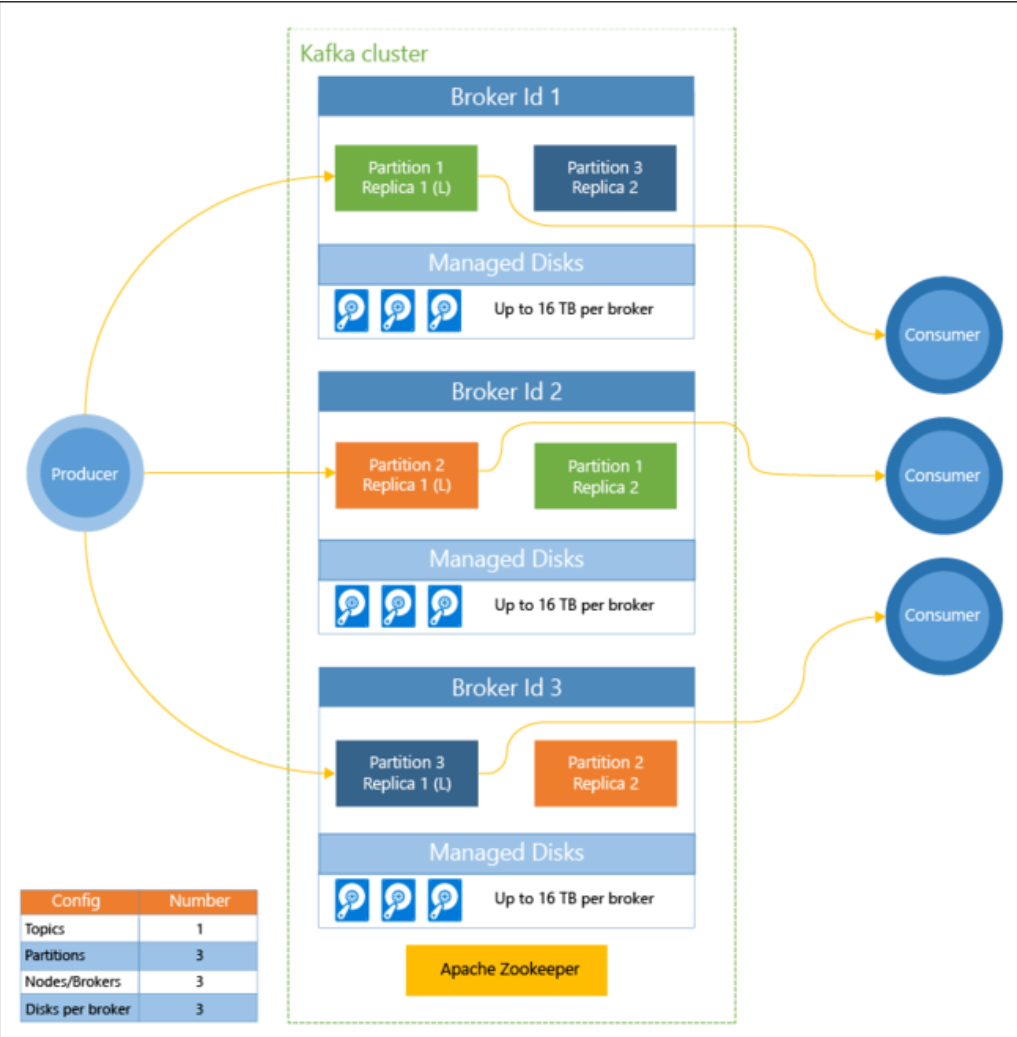 Kafka cluster
Broker Id 1
Partition 1
Replica 1 (L)
Partition 3
Replica 2
Managed Disks
Up to 16 TB per broker
Consumer
Broker Id 2
Producer
Partition 2
Replica 1 (L)
Partition 1
Replica 2
Consumer
Managed Disks
Up to 16 TB per broker
Consumer
Broker Id 3
Partition 3
Replica 1 (L)
Partition 2
Replica 2
Managed Disks
Up to 16 TB per broker
Config Number
Topics 1
Partitions 3
Nodes/Brokers 3
Disks per broker 3
Apache Zookeeper